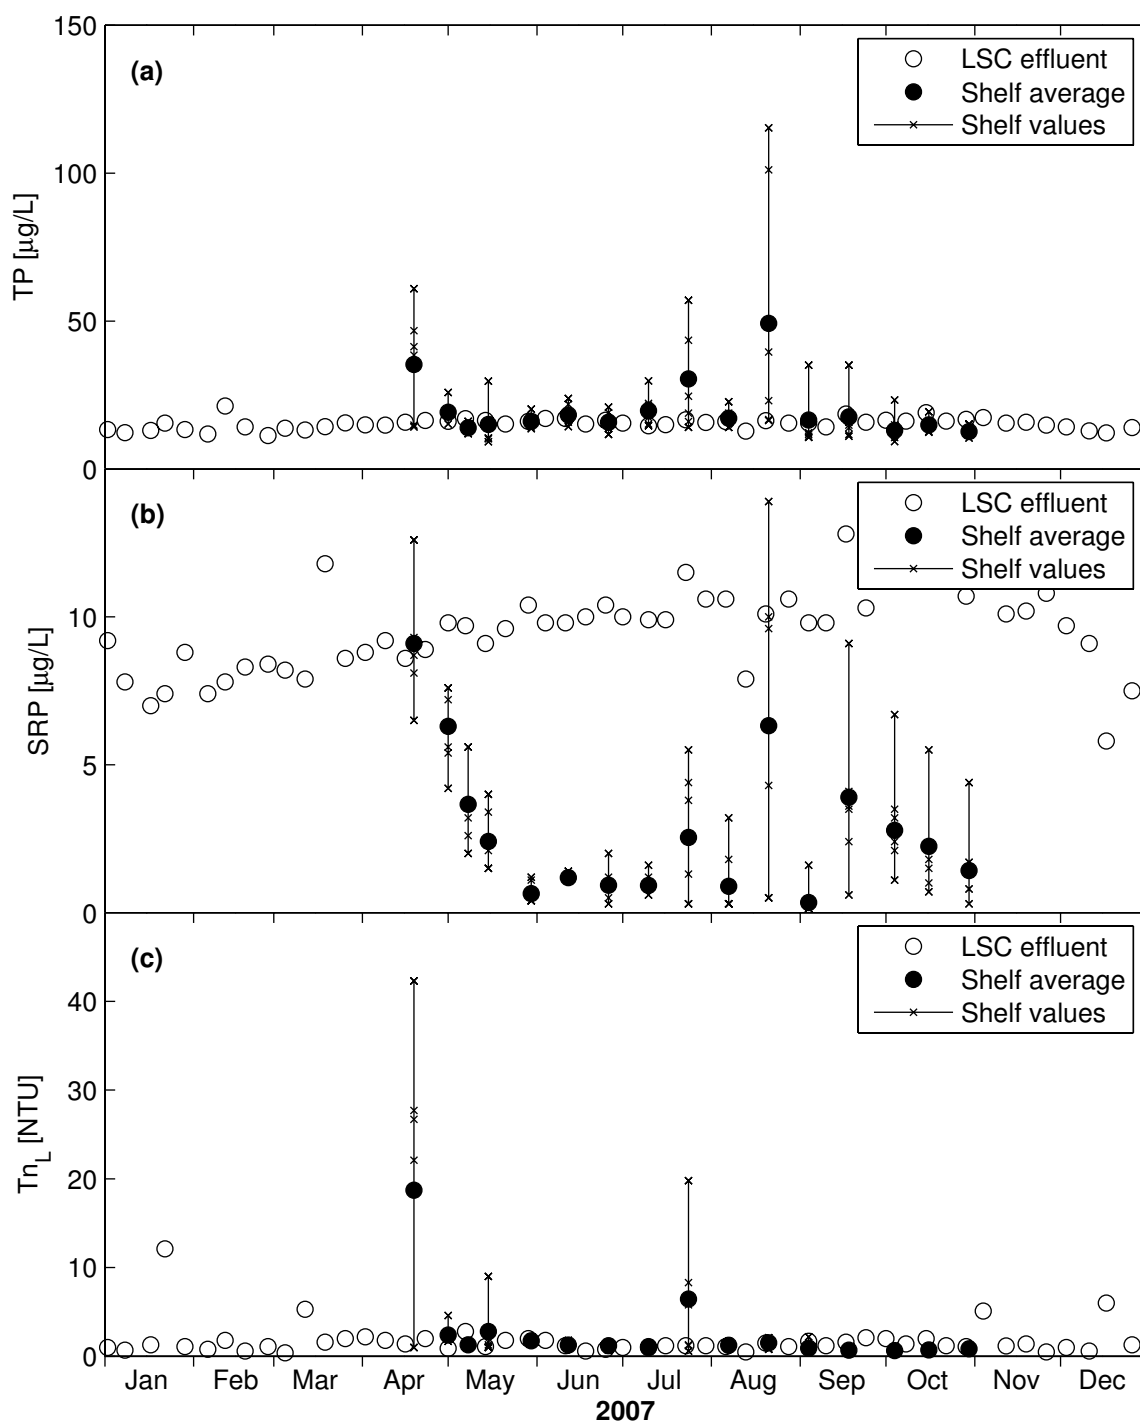 150
(a)
LSC effluent
Shelf average
Shelf values
100
TP [µg/L]
50
0
(b)
LSC effluent
Shelf average
Shelf values
10
SRP [µg/L]
5
0
(c)
LSC effluent
Shelf average
Shelf values
40
30
Tn_L [NTU]
20
10
0
Jan Feb Mar Apr May Jun Jul Aug Sep Oct Nov Dec
2007